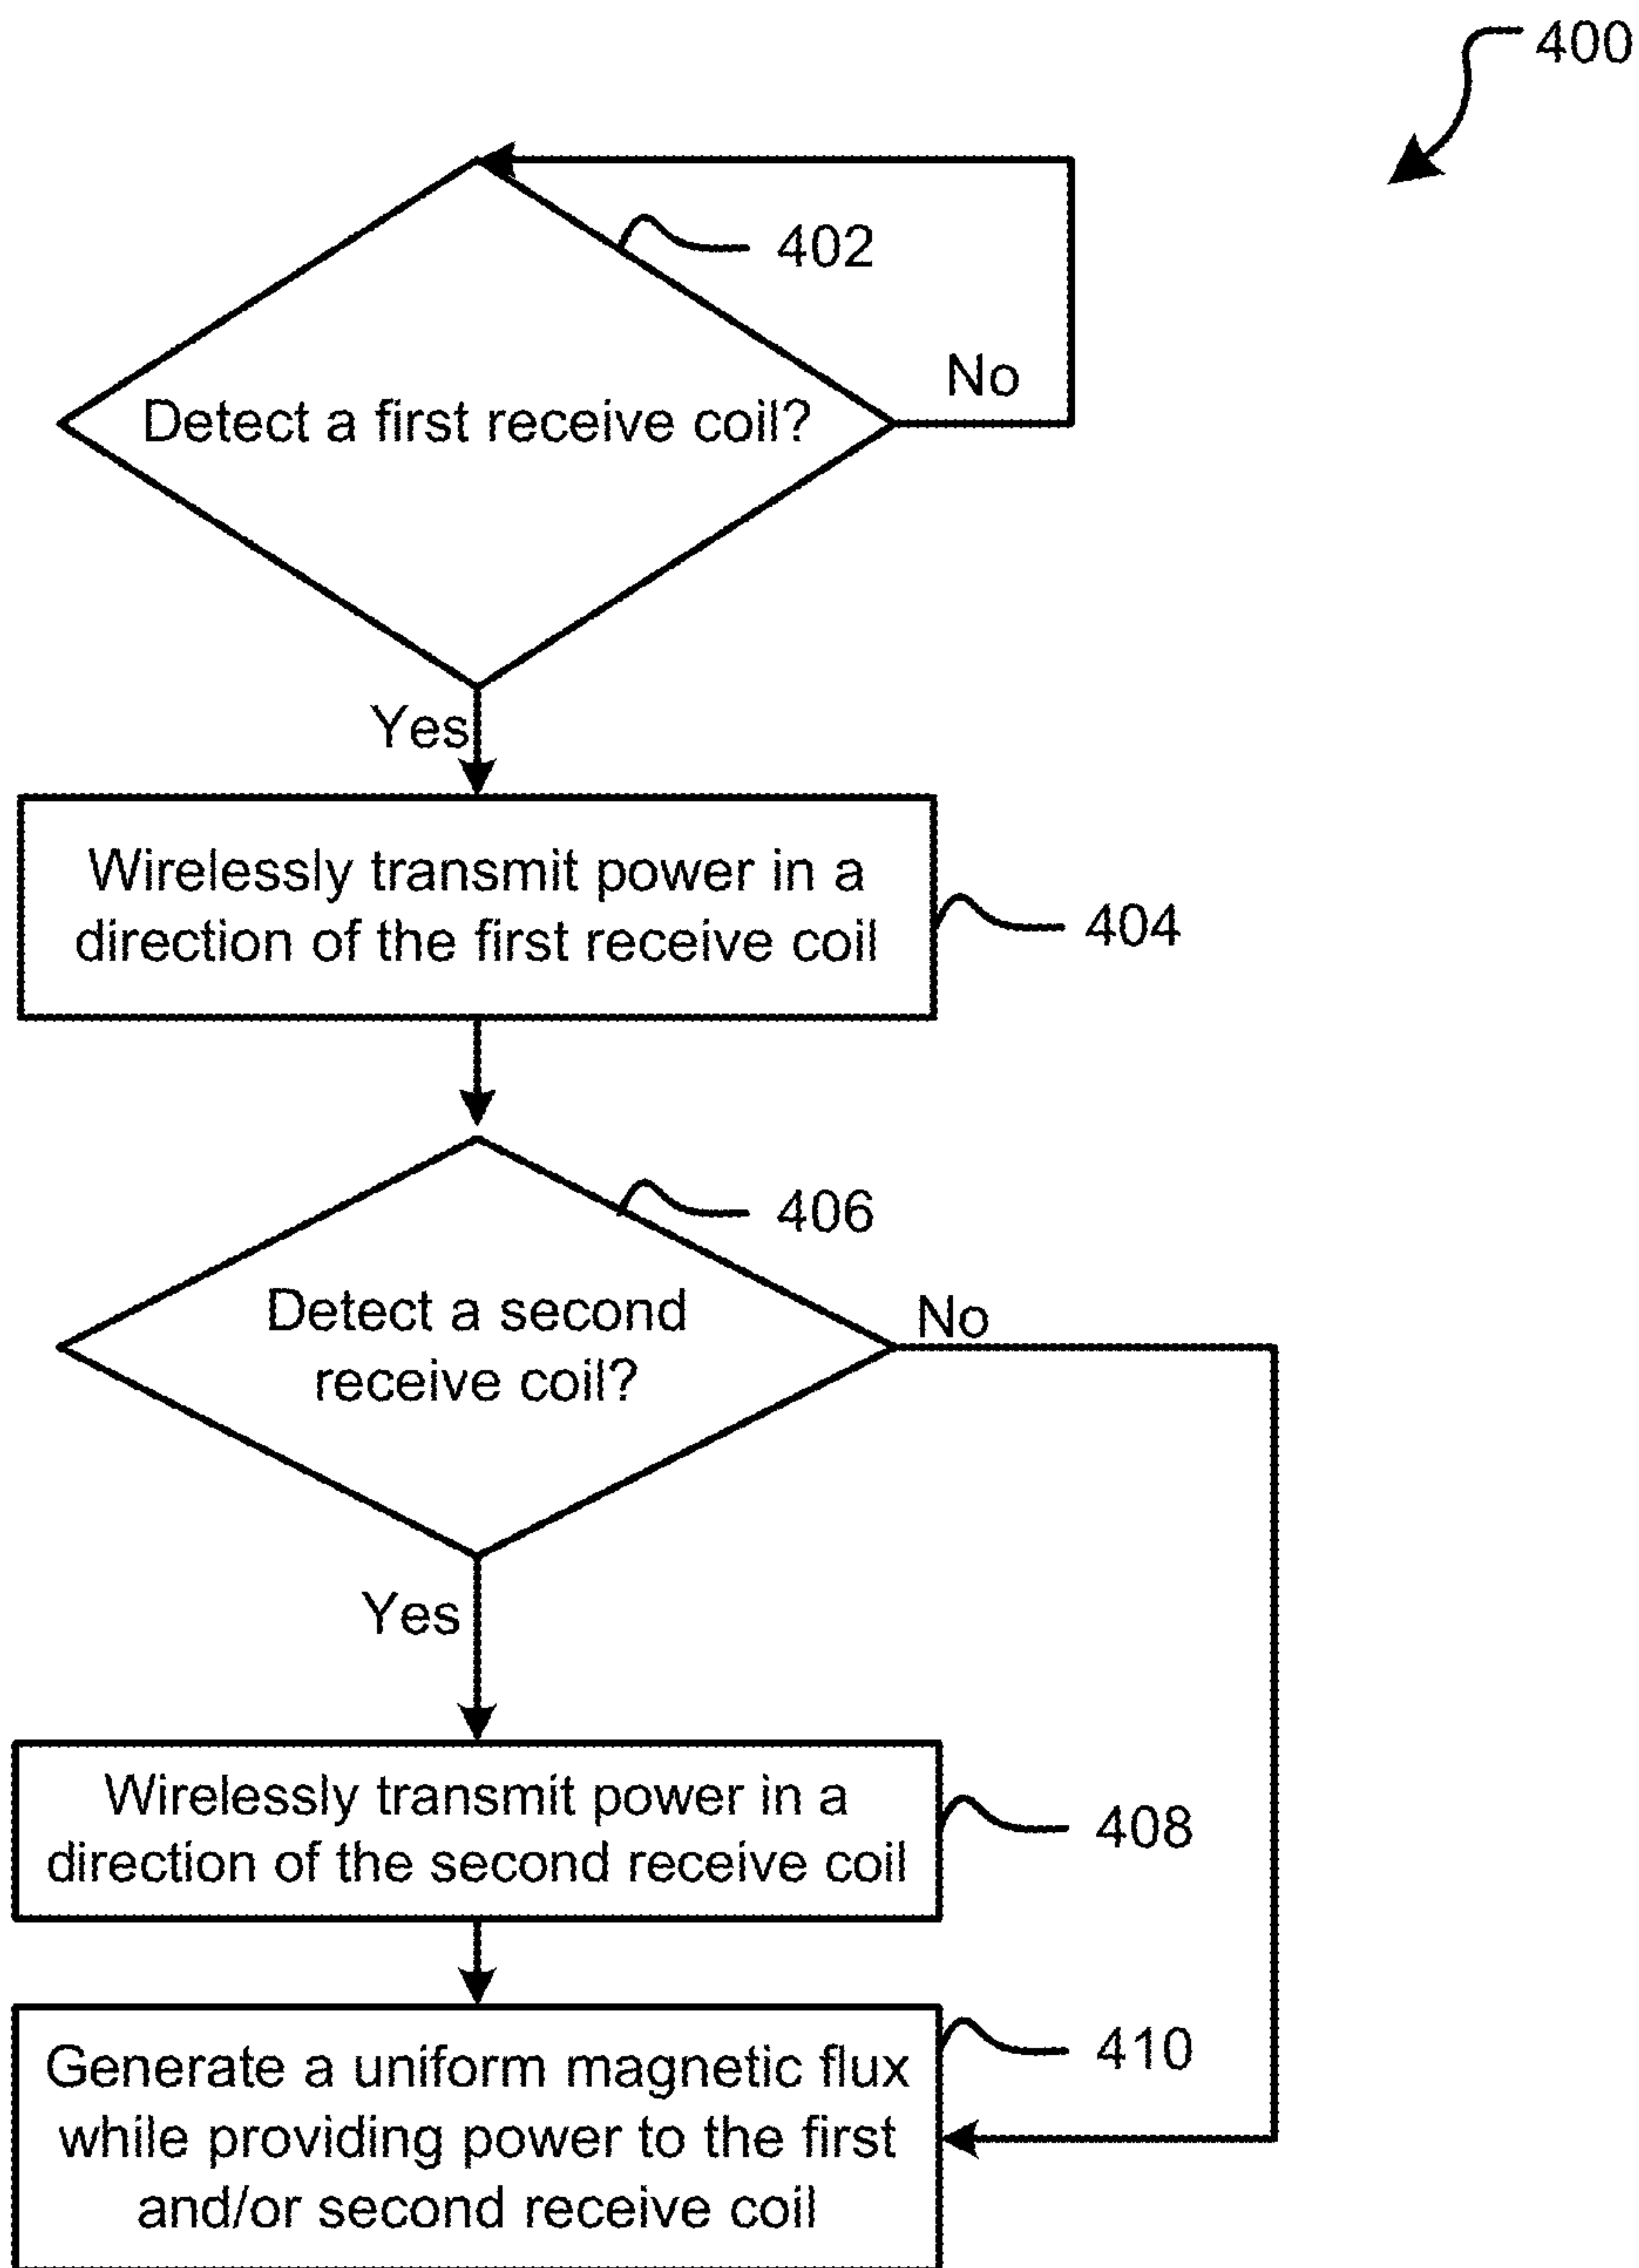 400
402
No
Detect a first receive coil?
Yes
Wirelessly transmit power in a
direction of the first receive coil
404
406
Detect a second
receive coil?
No
Yes
Wirelessly transmit power in a
direction of the second receive coil
408
Generate a uniform magnetic flux
while providing power to the first
and/or second receive coil
410